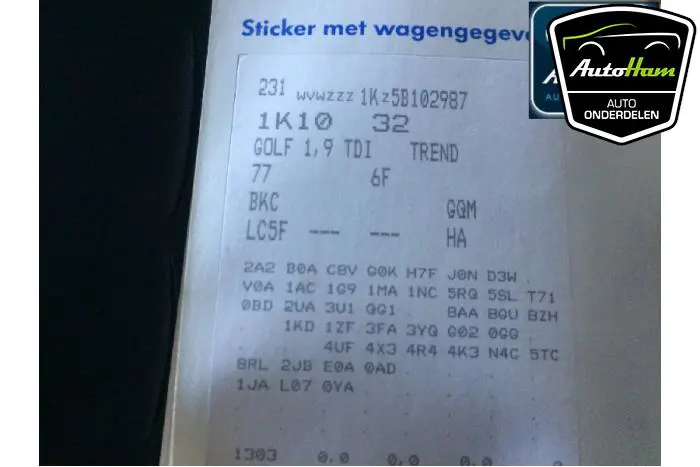 Sticker met wagengegev
AutoHam
AUTO
ONDERDELEN
231 WVWZZZ 1KZ5B102987
1K10 32
GOLF 1,9 TDI TREND
77 6F
BKC GQM
LC5F --- --- HA
2A2 B0A C8V G0K H7F J0N D3W
V0A 1AC 1G9 1MA 1NC 5RQ 5SL T71
0BD 2UA 3U1 QG1 BAA BGU BZH
1KD 1ZF 3FA 3YQ G02 0GG
4UF 4X3 4R4 4K3 N4C 5TC
8RL 2JB E0A 0AD
1JA L07 0YA
1303 0.0 0.0 0. 0